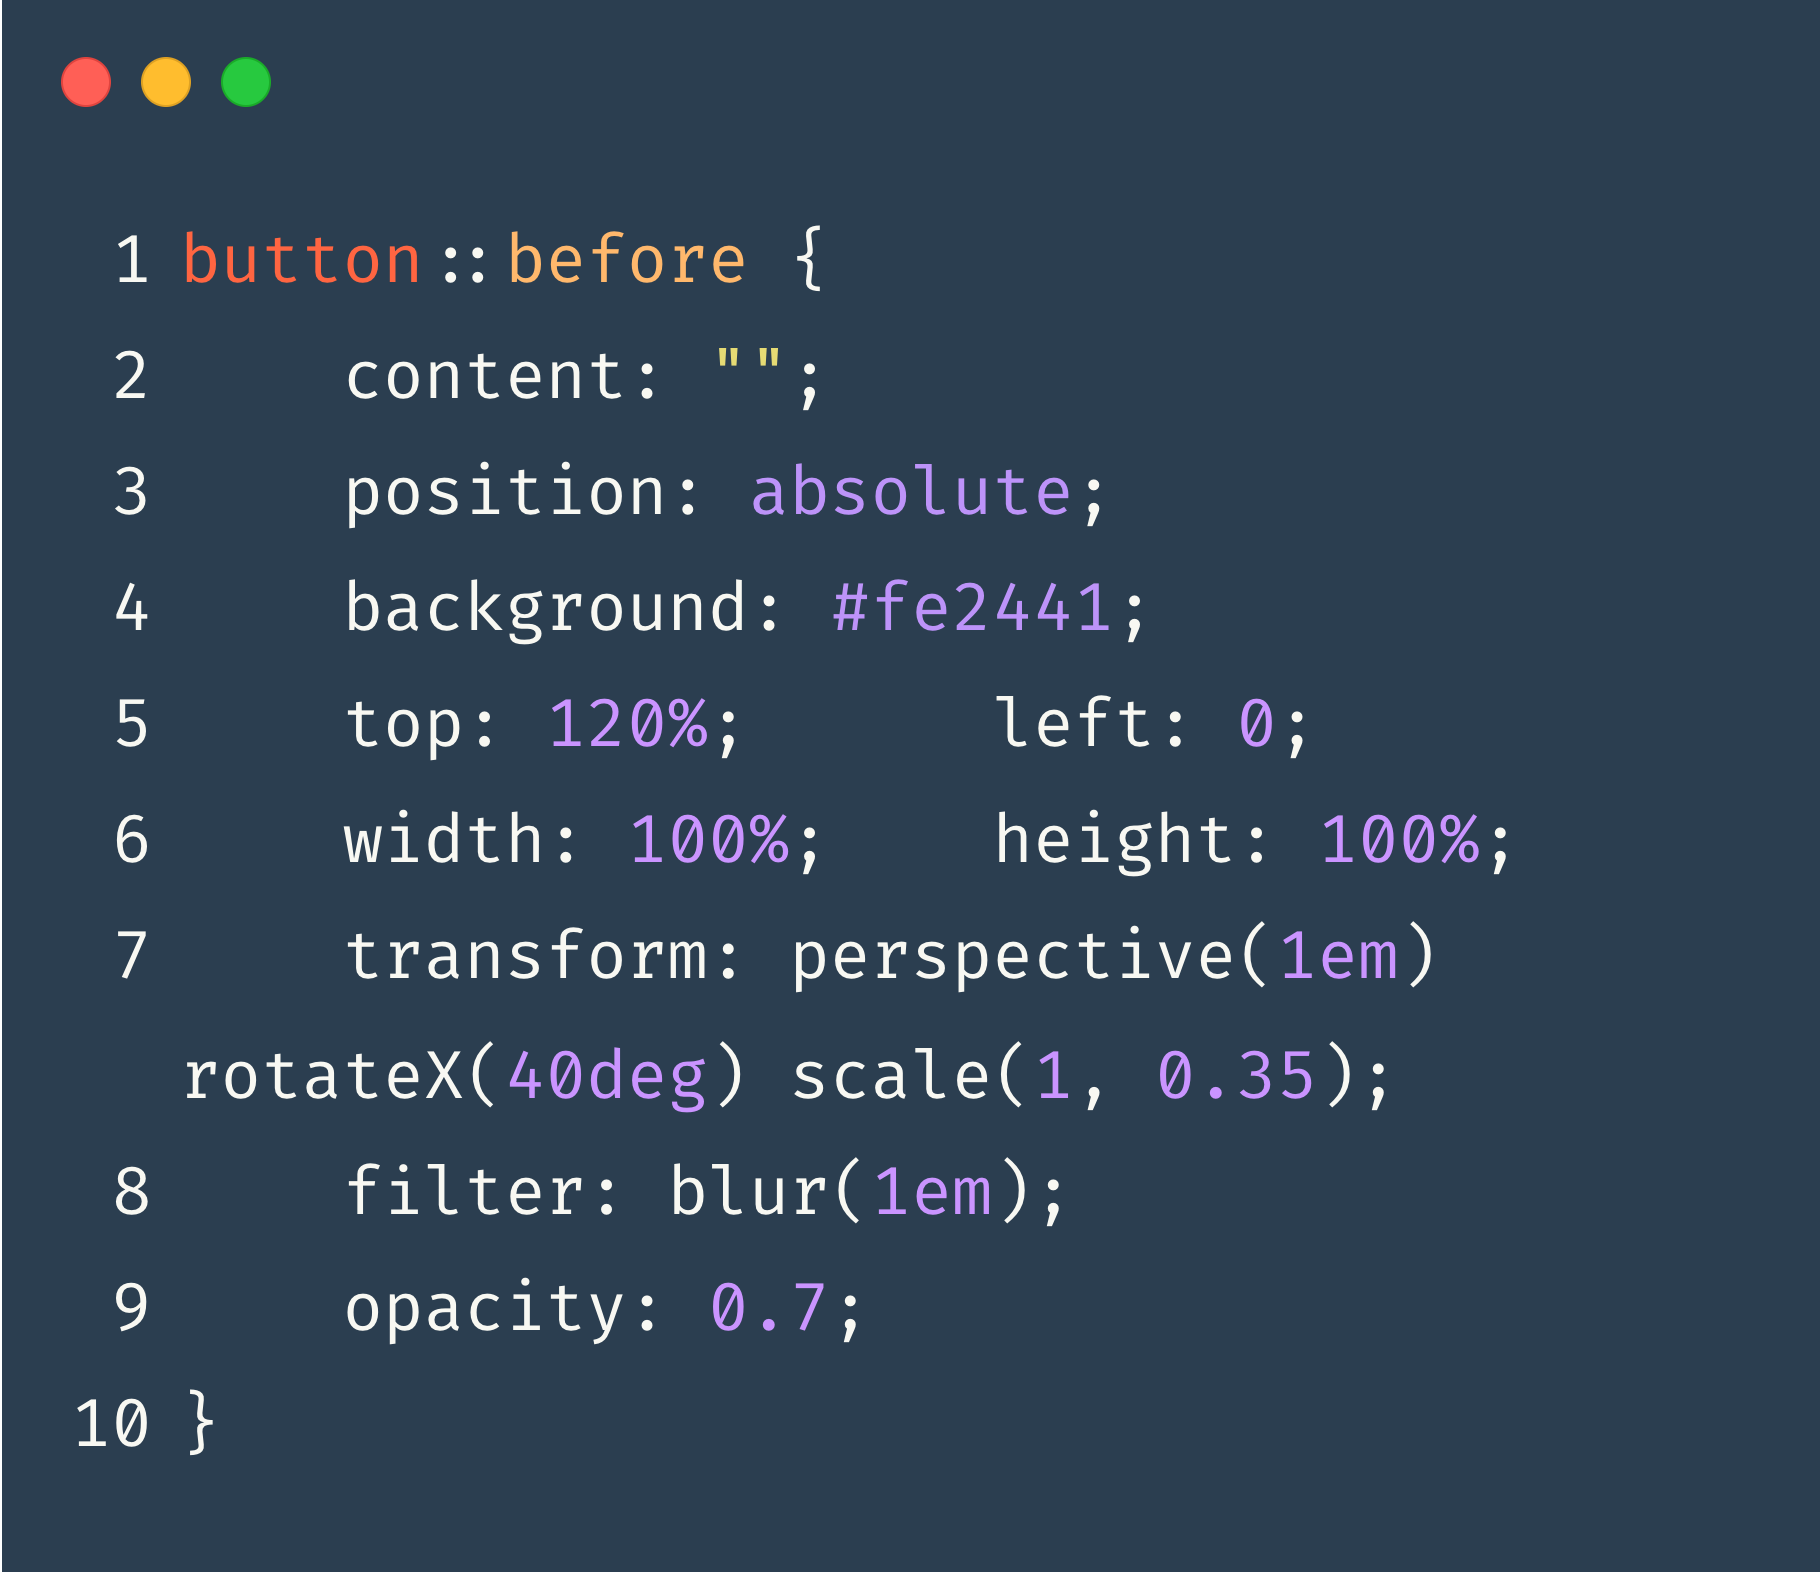 1 button::before {
2     content: "";
3     position: absolute;
4     background: #fe2441;
5     top: 120%;      left: 0;
6     width: 100%;    height: 100%;
7     transform: perspective(1em)
rotateX(40deg) scale(1, 0.35);
8     filter: blur(1em);
9     opacity: 0.7;
10 }